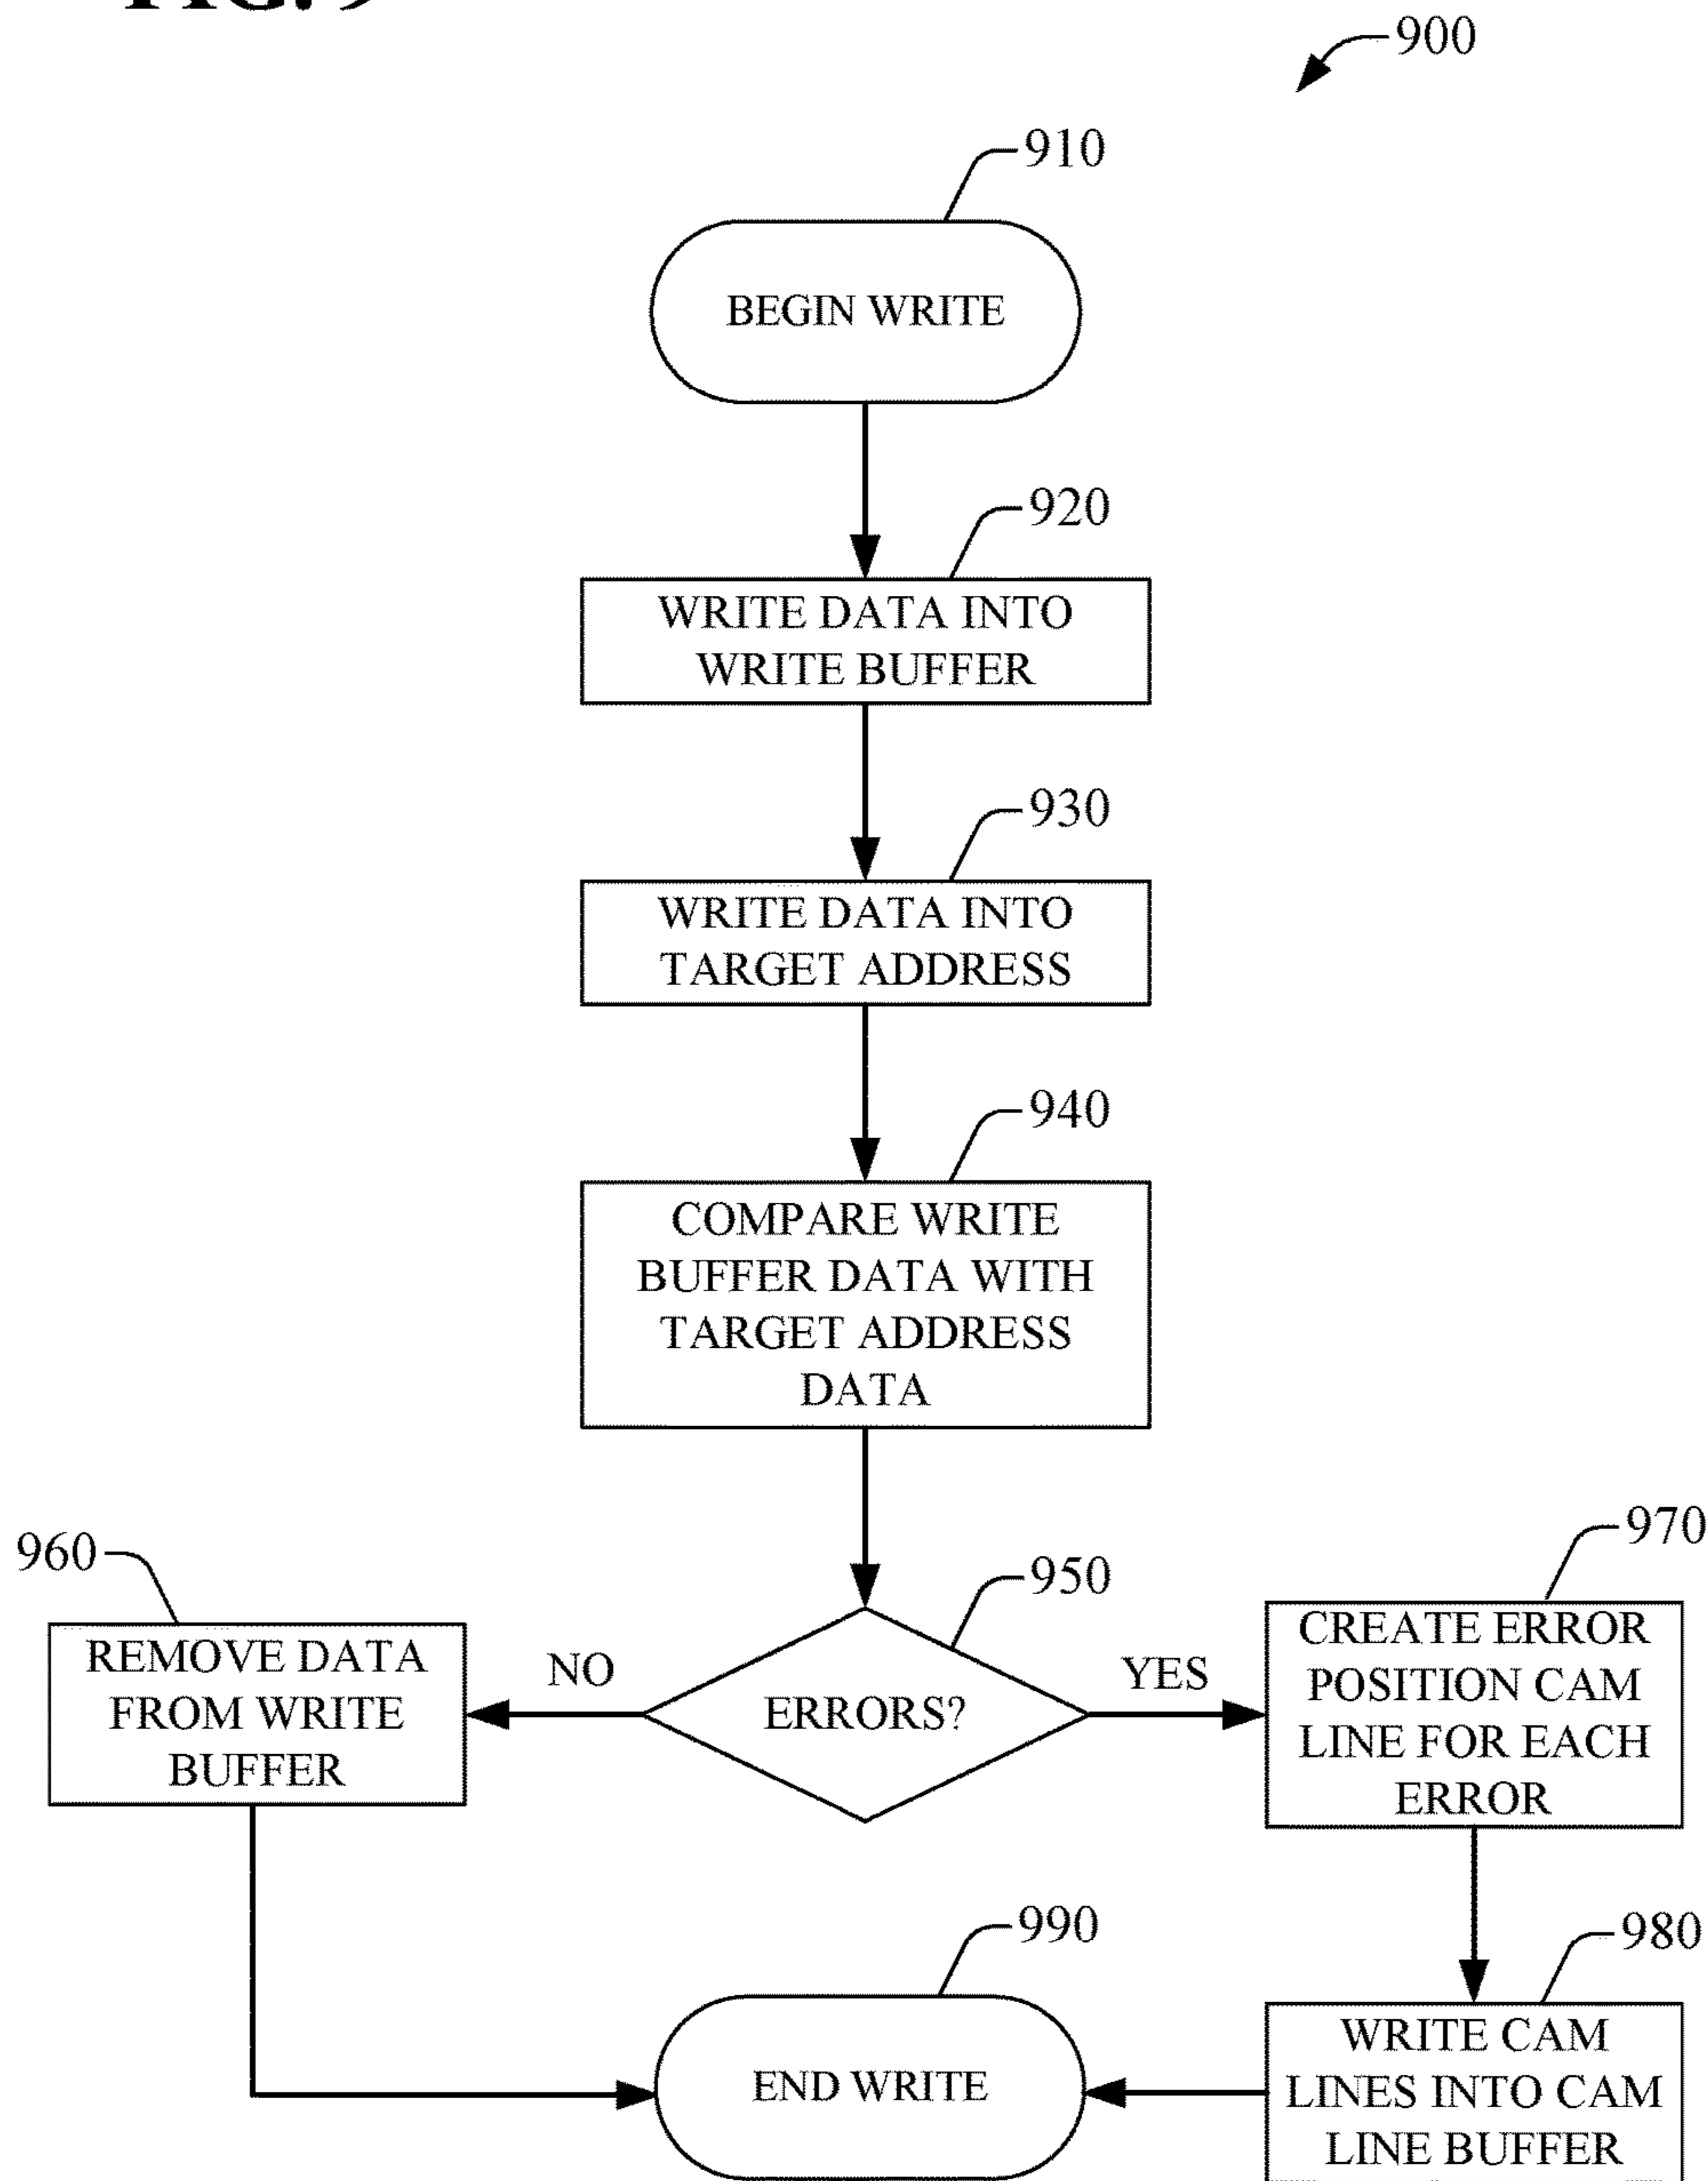 FIG. 9
900
910
BEGIN WRITE
920
WRITE DATA INTO
WRITE BUFFER
930
WRITE DATA INTO
TARGET ADDRESS
940
COMPARE WRITE
BUFFER DATA WITH
TARGET ADDRESS
DATA
950
ERRORS?
NO
YES
960
REMOVE DATA
FROM WRITE
BUFFER
970
CREATE ERROR
POSITION CAM
LINE FOR EACH
ERROR
980
WRITE CAM
LINES INTO CAM
LINE BUFFER
990
END WRITE